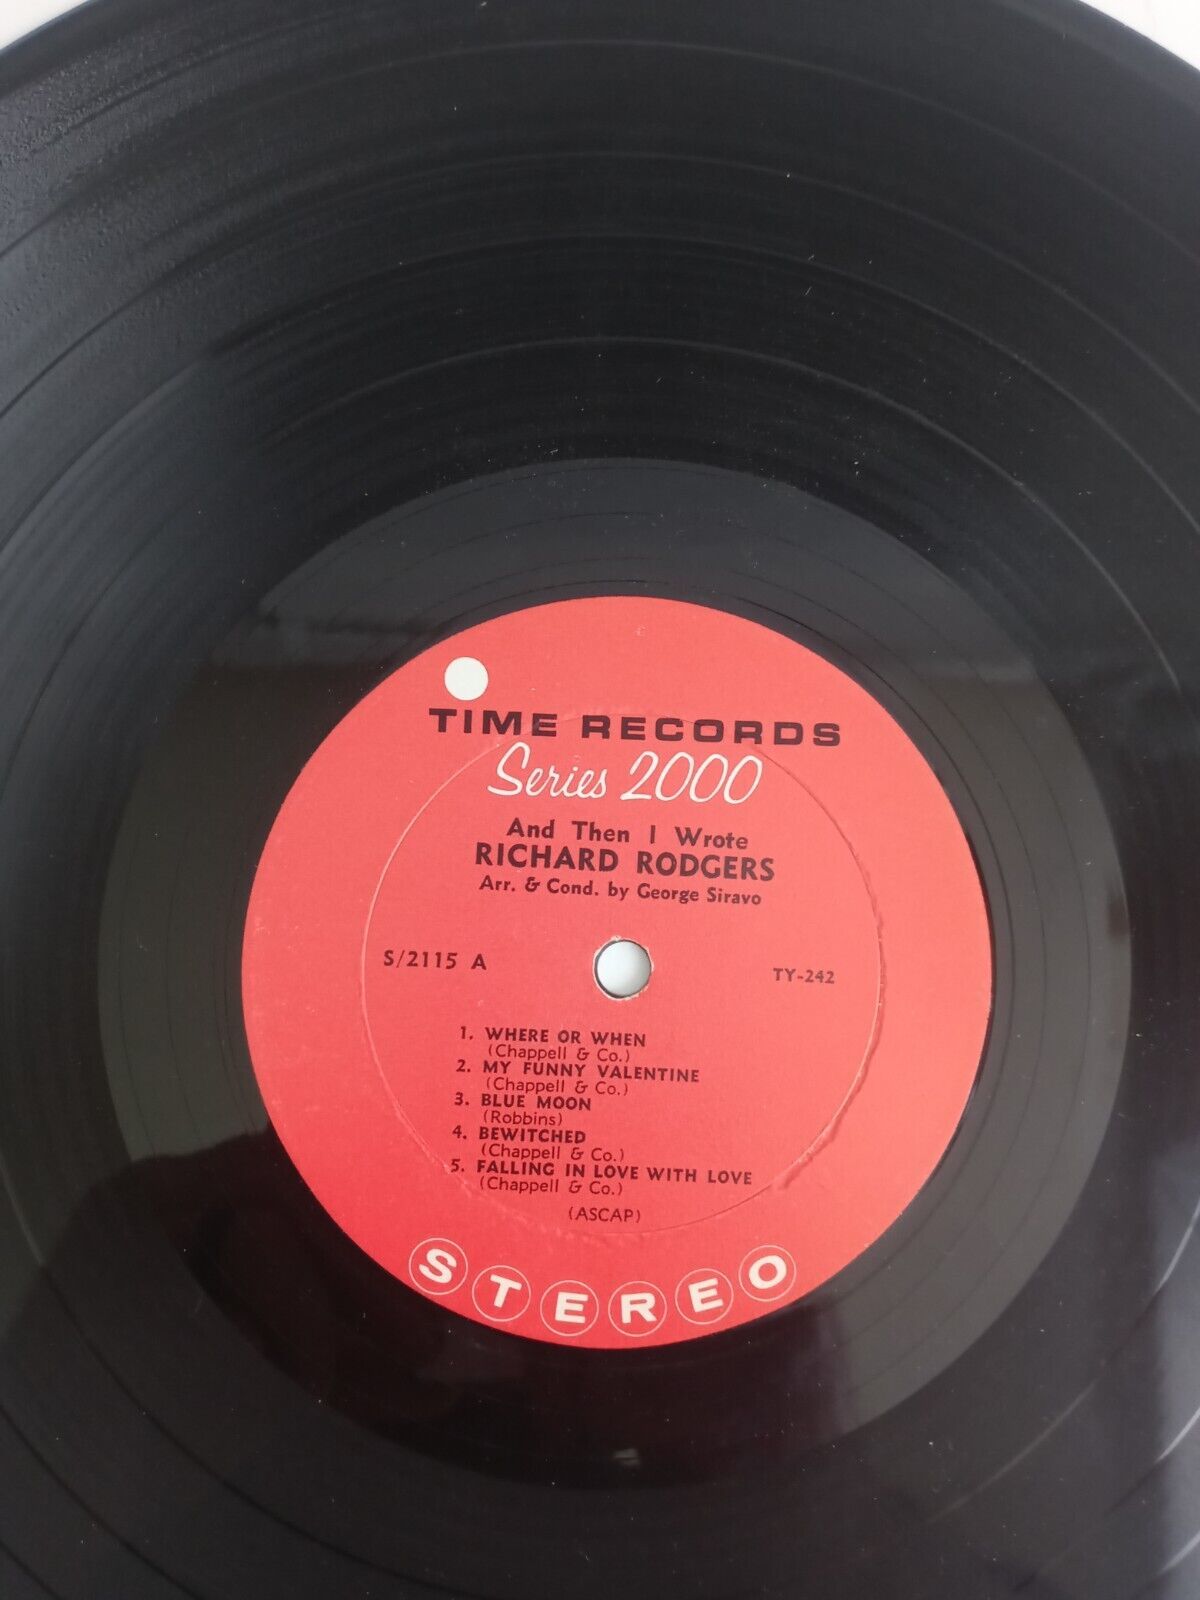 TIME RECORDS
Series 2000
And Then I Wrote
RICHARD RODGERS
Arr. & Cond. by George Siravo
S/2115 A
TY-242
1. WHERE OR WHEN
(Chappell & Co.)
2. MY FUNNY VALENTINE
(Chappell & Co.)
3. BLUE MOON
(Robbins)
4. BEWITCHED
(Chappell & Co.)
5. FALLING IN LOVE WITH LOVE
(Chappell & Co.)
(ASCAP)
STEREO